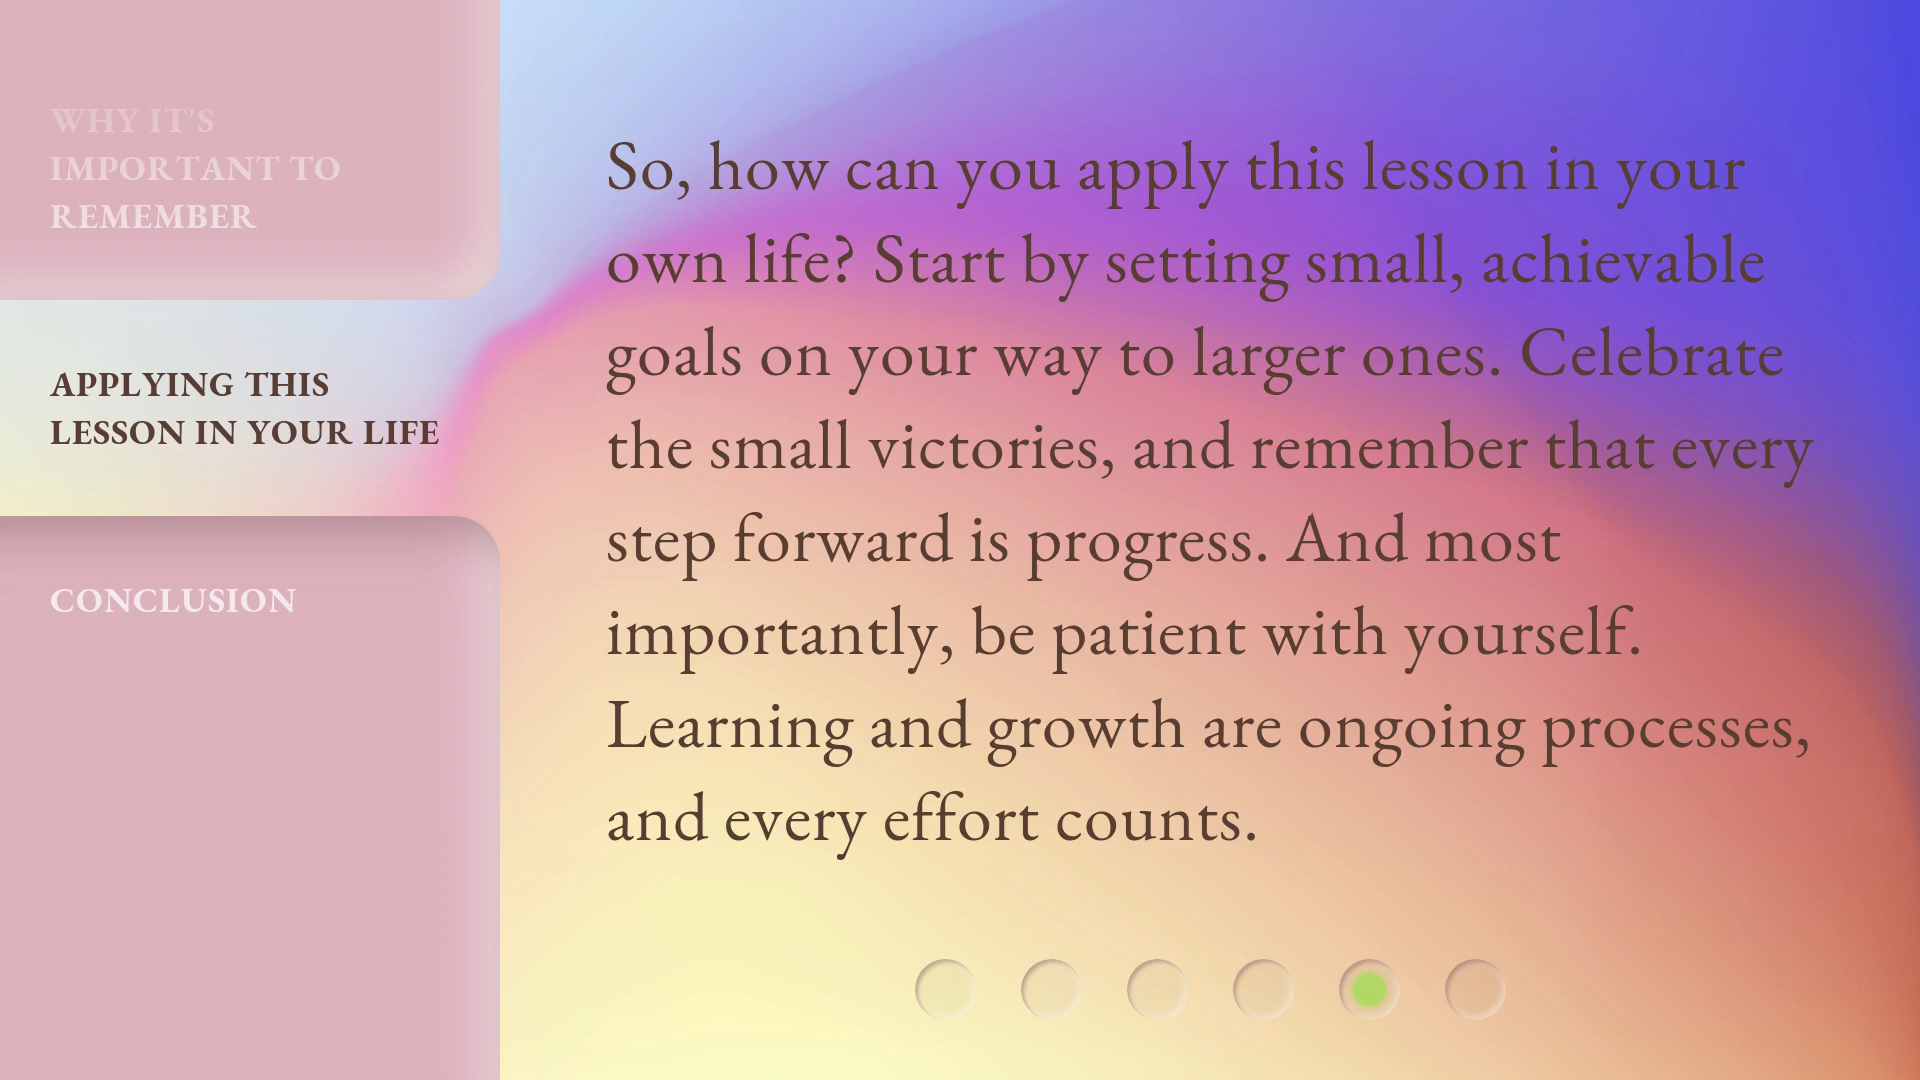 WHY IT'S
IMPORTANT TO
REMEMBER
APPLYING THIS
LESSON IN YOUR LIFE
CONCLUSION
So, how can you apply this lesson in your
own life? Start by setting small, achievable
goals on your way to larger ones. Celebrate
the small victories, and remember that every
step forward is progress. And most
importantly, be patient with yourself.
Learning and growth are ongoing processes,
and every effort counts.